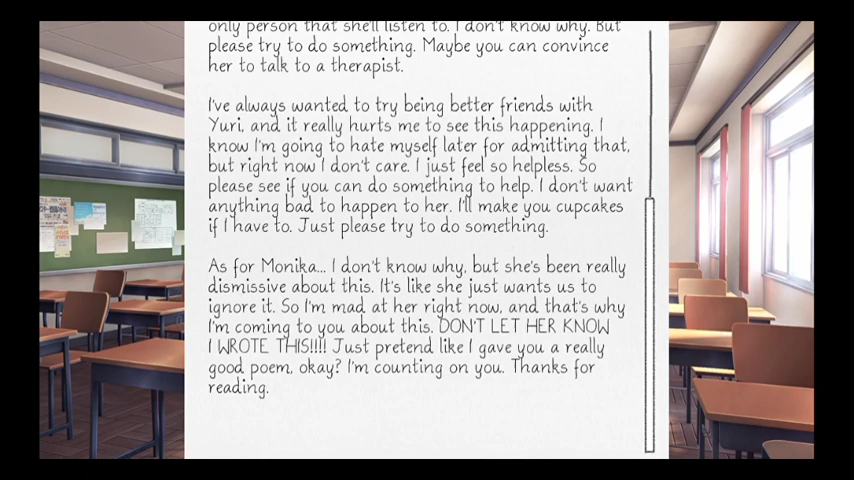 only person that she'll listen to. I don't know why. But
please try to do something. Maybe you can convince
her to talk to a therapist.
I've always wanted to try being better friends with
Yuri, and it really hurts me to see this happening. I
know I'm going to hate myself later for admitting that,
but right now I don't care. I just feel so helpless. So
please see if you can do something to help. I don't want
anything bad to happen to her. I'll make you cupcakes
if I have to. Just please try to do something.
As for Monika... I don't know why, but she's been really
dismissive about this. It's like she just wants us to
ignore it. So I'm mad at her right now, and that's why
I'm coming to you about this. DON'T LET HER KNOW
I WROTE THIS!!!! Just pretend like I gave you a really
good poem, okay? I'm counting on you. Thanks for
reading.